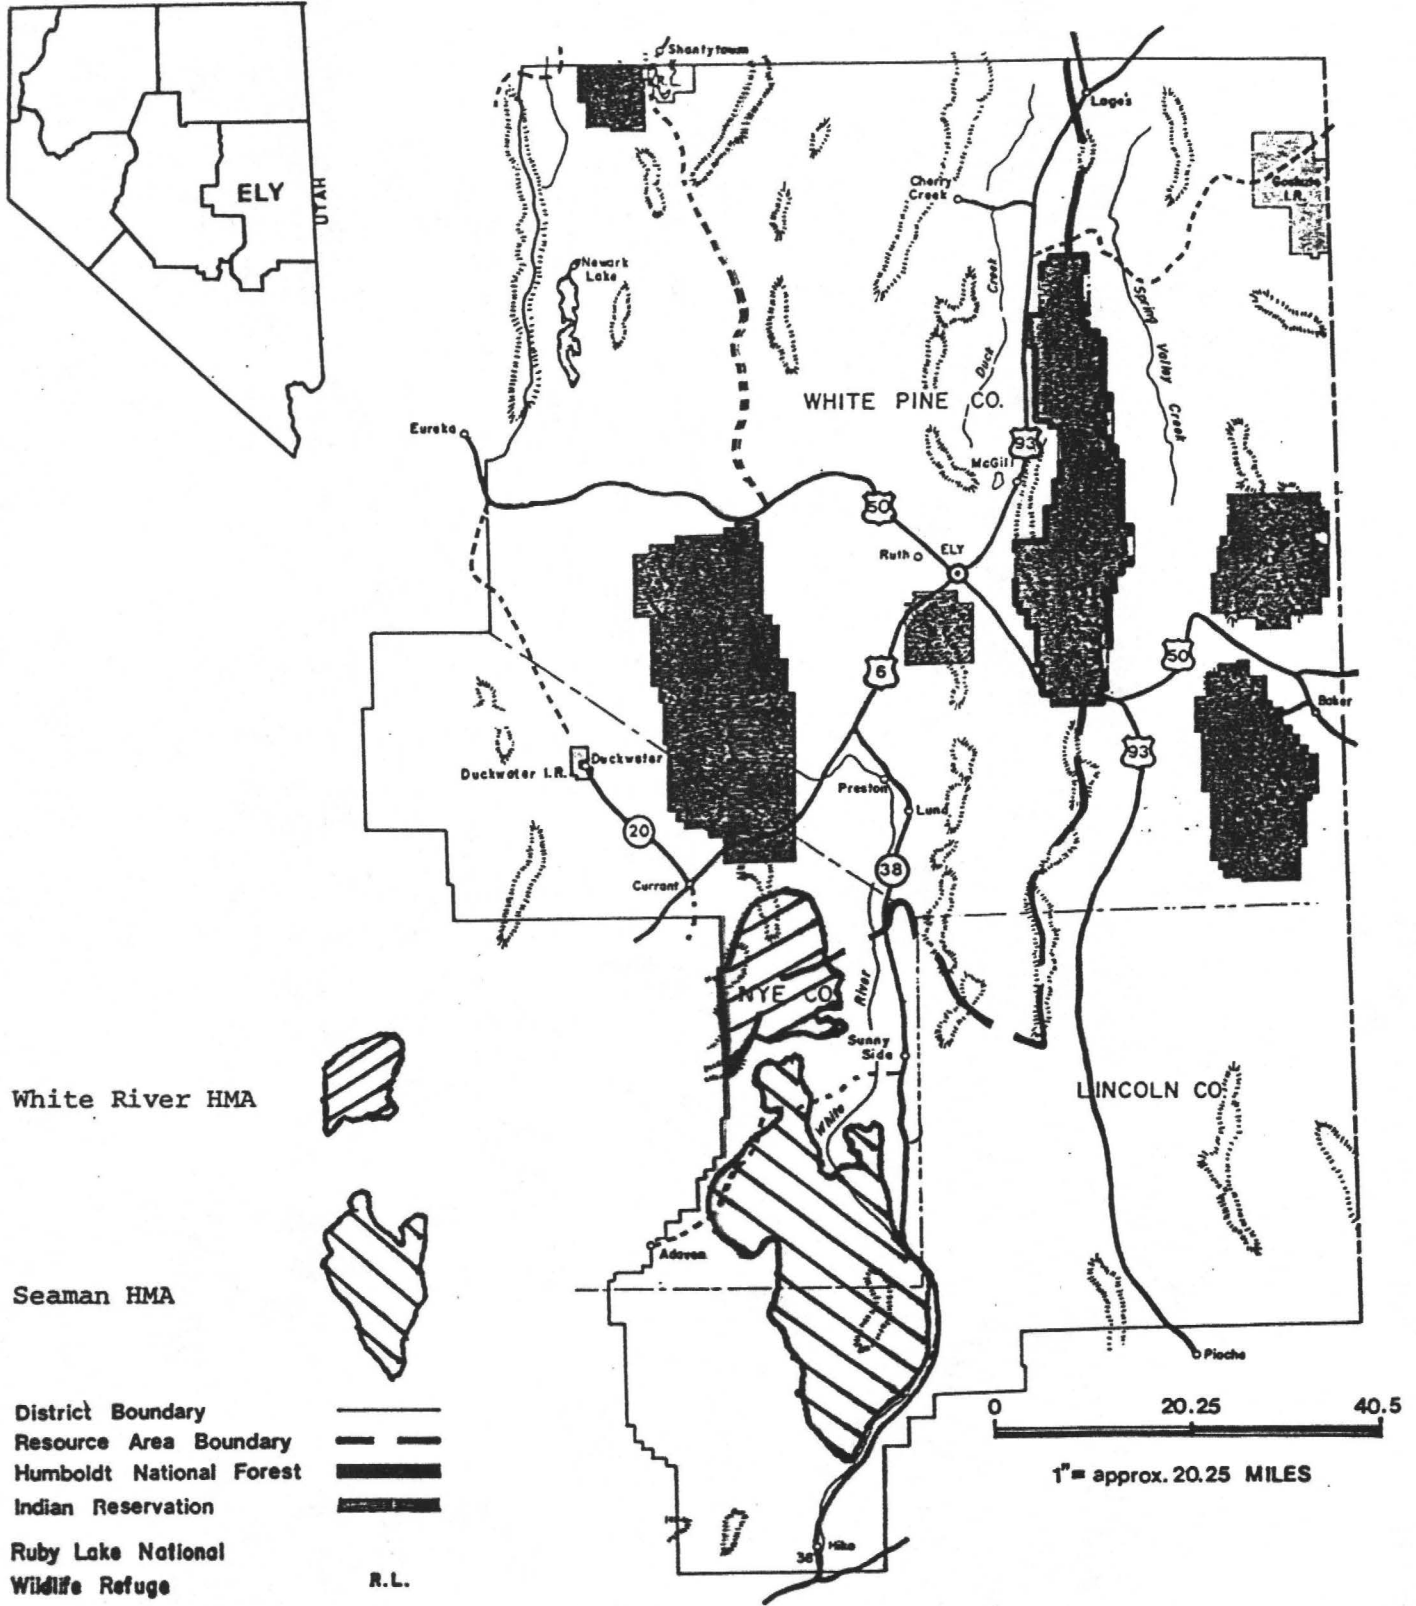 ELY
UTAH
Shantytown
R.L.
Lage's
Cherry
Creek
Goshute
I.R.
Newark
Lake
Duck Creek
Spring Valley Creek
WHITE PINE CO.
Eureka
93
McGill
50
Ruth
ELY
6
50
Baker
93
Duckwater
Duckwater I.R.
Preston
Lund
20
38
Currant
NYE CO.
White River
Sunny
Side
LINCOLN CO.
White River HMA
Adaven
Seaman HMA
Pioche
District Boundary
Resource Area Boundary
Humboldt National Forest
Indian Reservation
Ruby Lake National
Wildlife Refuge
R.L.
0 20.25 40.5
1"= approx. 20.25 MILES
Hiko
38